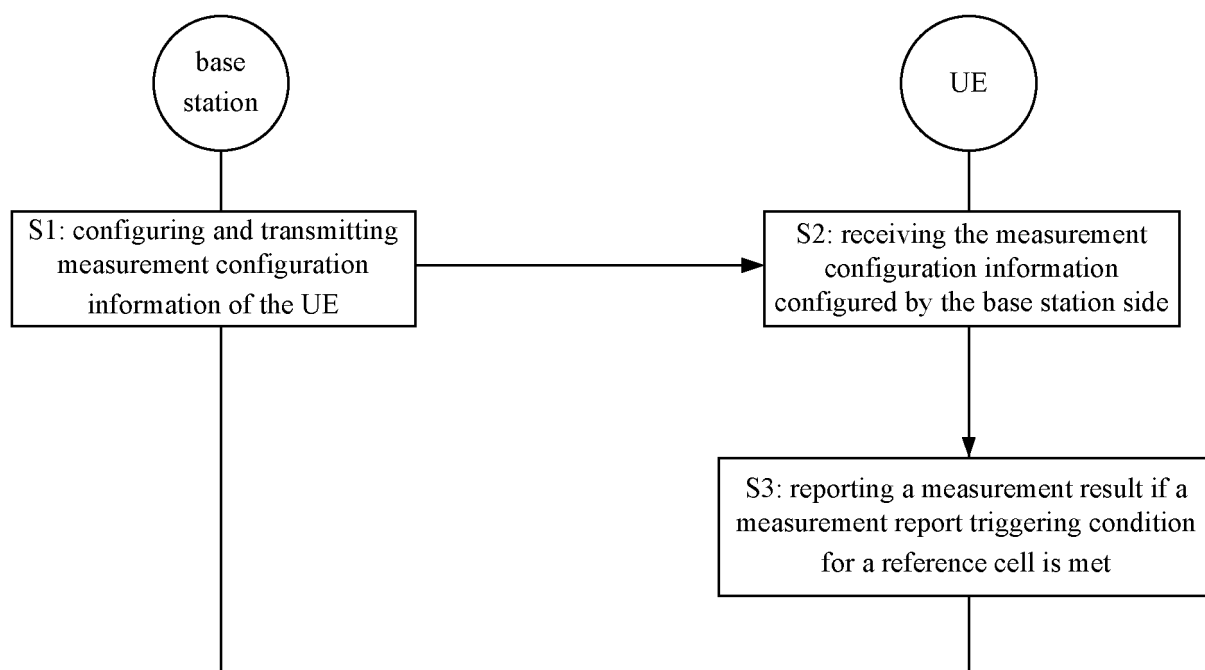 base
station
UE
S1: configuring and transmitting
measurement configuration
information of the UE
S2: receiving the measurement
configuration information
configured by the base station side
S3: reporting a measurement result if a
measurement report triggering condition
for a reference cell is met